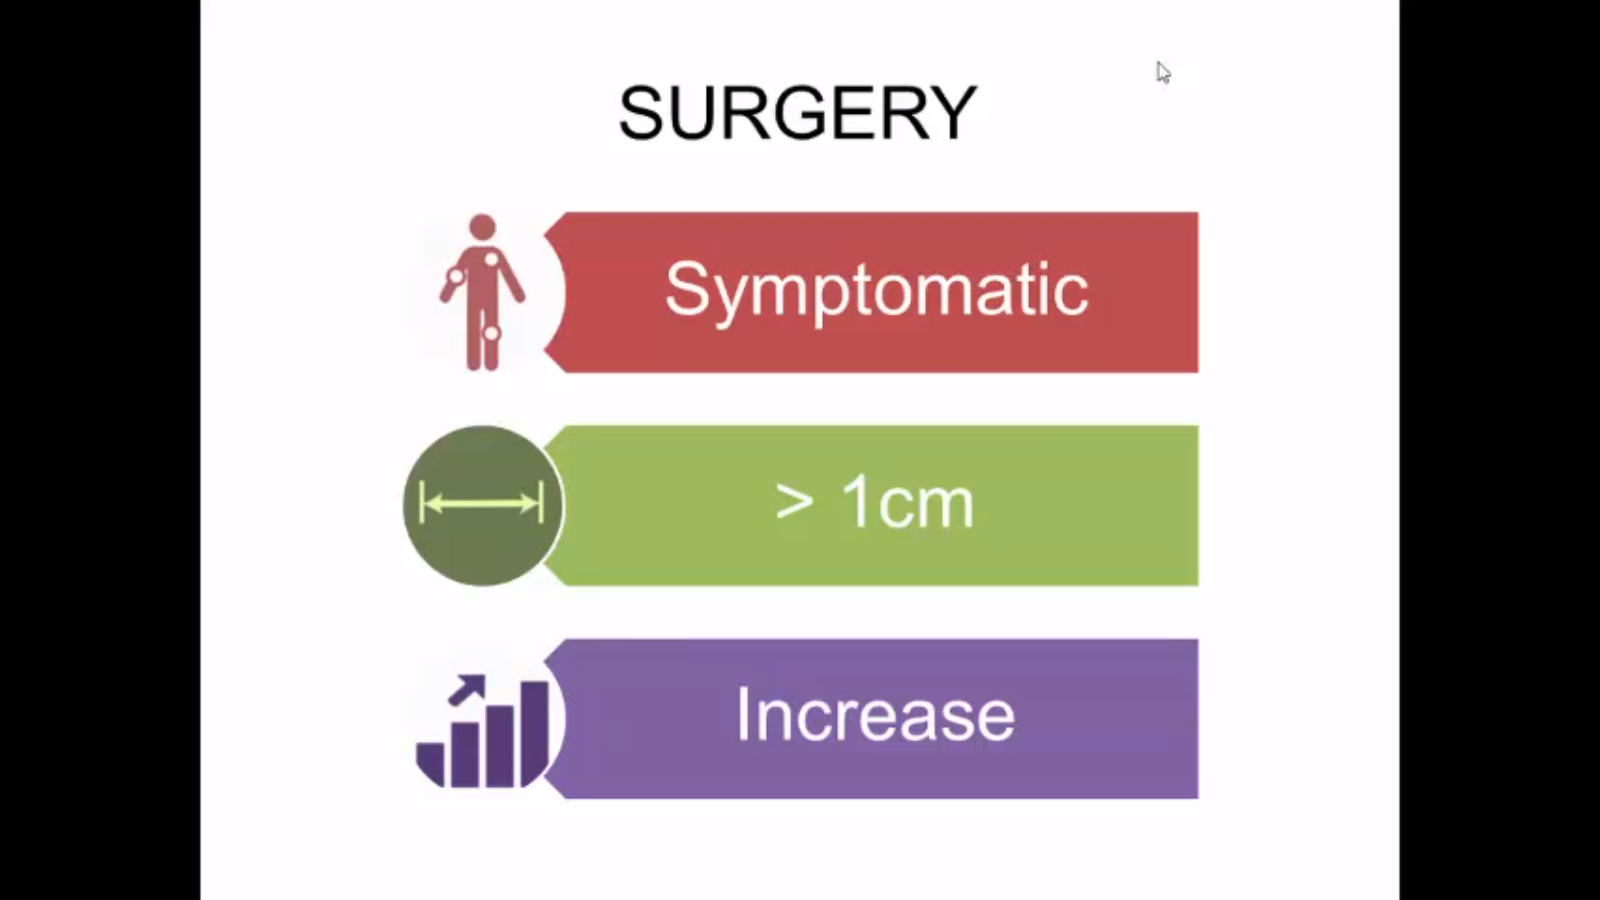 SURGERY
Symptomatic
> 1cm
Increase